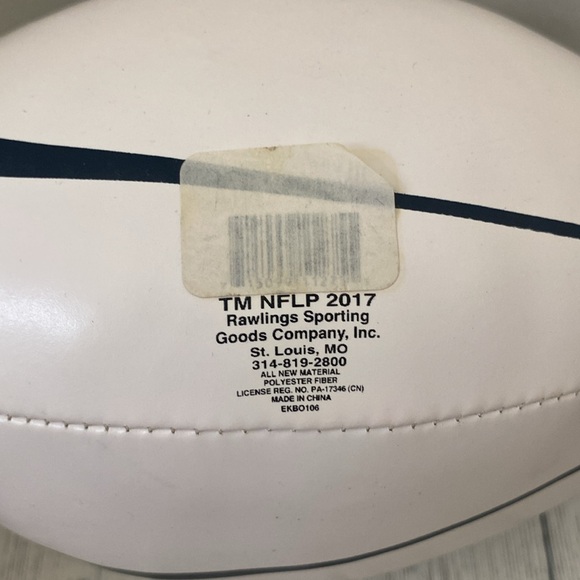 TM NFLP 2017
Rawlings Sporting
Goods Company, Inc.
St. Louis, MO
314-819-2800
ALL NEW MATERIAL
POLYESTER FIBER
LICENSE REG. NO. PA-17346 (CN)
MADE IN CHINA
EKBO106